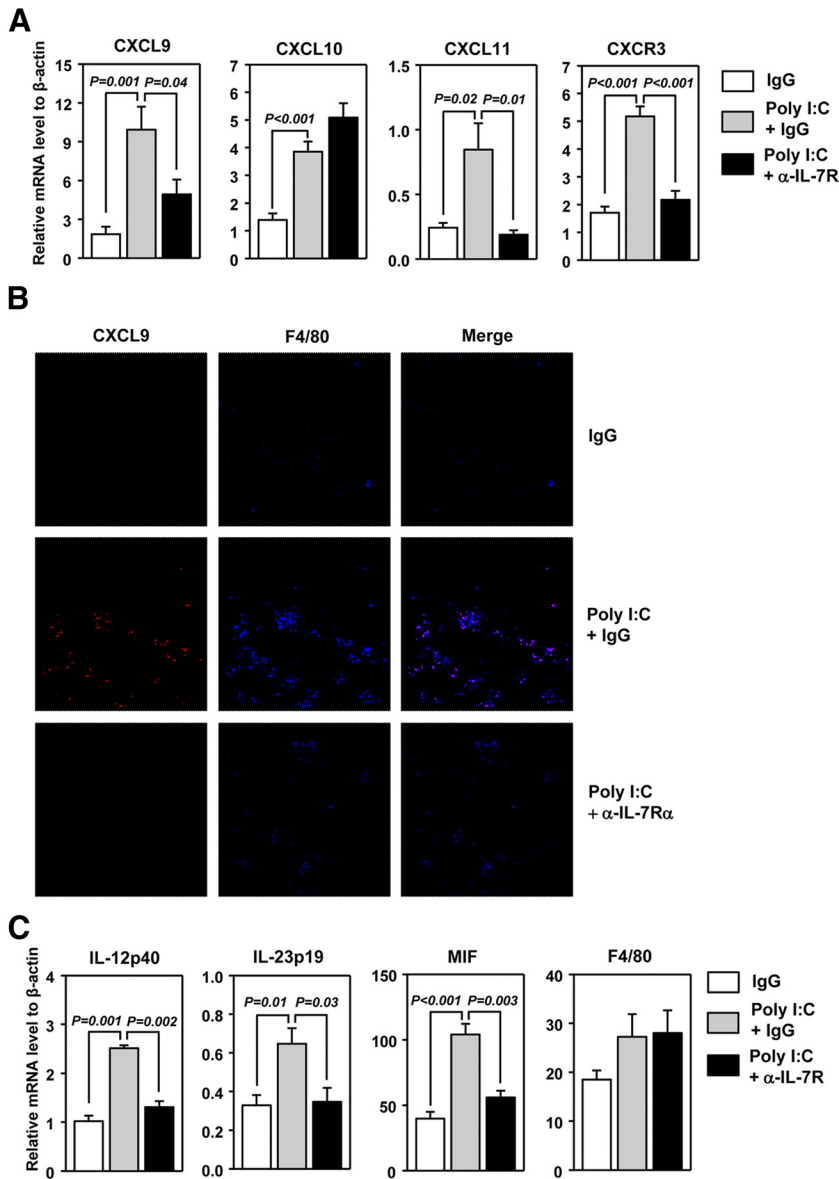 A
CXCL9
CXCL10
CXCL11
CXCR3
Relative mRNA level to β-actin
15
12
9
6
3
0
P=0.001
P=0.04
7
6
5
4
3
2
1
0
P<0.001
1.5
1.0
0.5
0.0
P=0.02
P=0.01
7
6
5
4
3
2
1
0
P<0.001
P<0.001
IgG
Poly I:C
+ IgG
Poly I:C
+ α-IL-7R
B
CXCL9
F4/80
Merge
IgG
Poly I:C
+ IgG
Poly I:C
+ α-IL-7Rα
C
IL-12p40
IL-23p19
MIF
F4/80
Relative mRNA level to β-actin
4
3
2
1
0
P=0.001
P=0.002
1.0
0.8
0.6
0.4
0.2
0.0
P=0.01
P=0.03
150
100
50
0
P<0.001
P=0.003
40
30
20
10
0
IgG
Poly I:C
+ IgG
Poly I:C
+ α-IL-7R